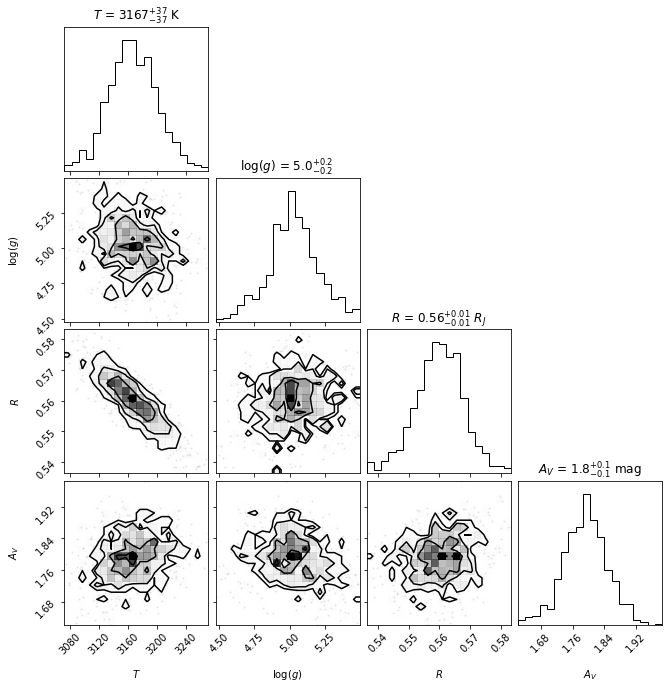 T = 3167^{+37}_{-37} K
log(g) = 5.0^{+0.2}_{-0.2}
5.25
5.00
4.75
4.50
log(g)
R = 0.56^{+0.01}_{-0.01} R_J
0.58
0.57
0.56
0.55
0.54
R
A_V = 1.8^{+0.1}_{-0.1} mag
1.92
1.84
1.76
1.68
A_V
3080 3120 3160 3200 3240
4.50 4.75 5.00 5.25
0.54 0.55 0.56 0.57 0.58
1.68 1.76 1.84 1.92
T log(g) R A_V